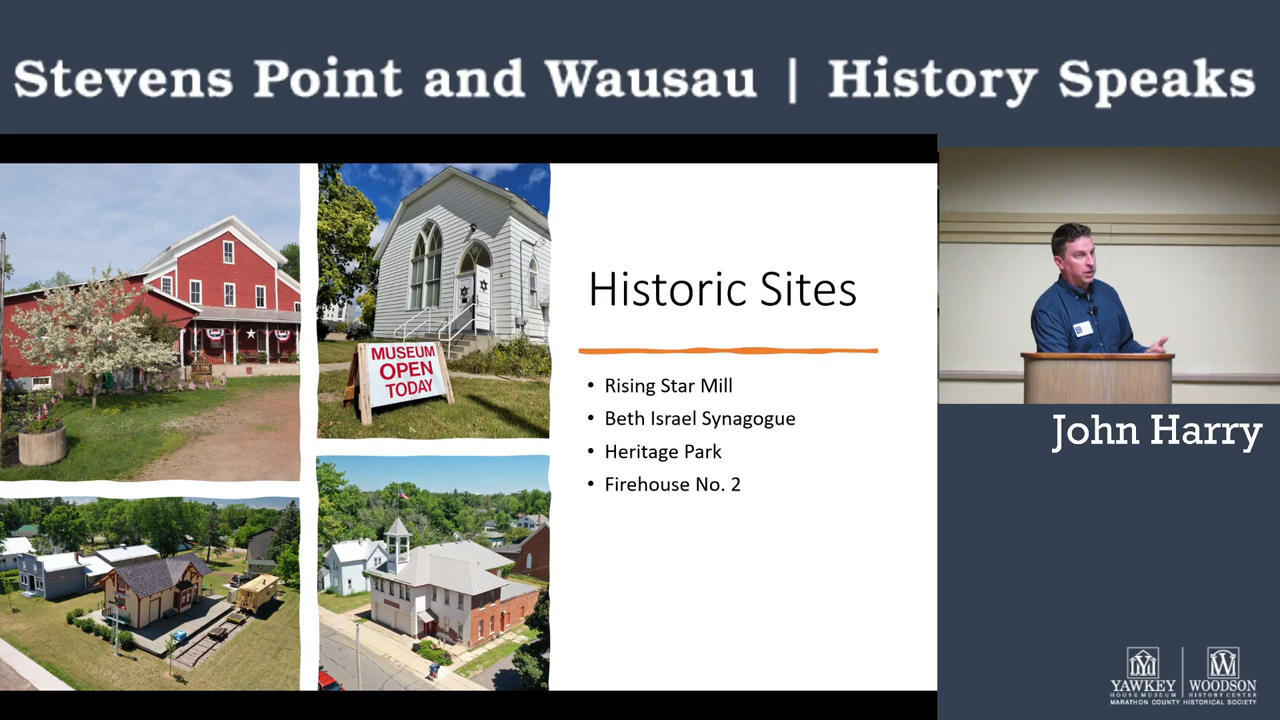 Stevens Point and Wausau | History Speaks
MUSEUM
OPEN
TODAY
Historic Sites
• Rising Star Mill
• Beth Israel Synagogue
• Heritage Park
• Firehouse No. 2
John Harry
YAWKEY
HOUSE MUSEUM
WOODSON
HISTORY CENTER
MARATHON COUNTY HISTORICAL SOCIETY